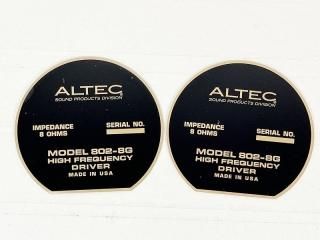 ALTEC
SOUND PRODUCTS DIVISION
IMPEDANCE
8 OHMS
SERIAL NO.
MODEL 802-8G
HIGH FREQUENCY
DRIVER
MADE IN USA
ALTEC
SOUND PRODUCTS DIVISION
IMPEDANCE
8 OHMS
SERIAL NO.
MODEL 802-8G
HIGH FREQUENCY
DRIVER
MADE IN USA